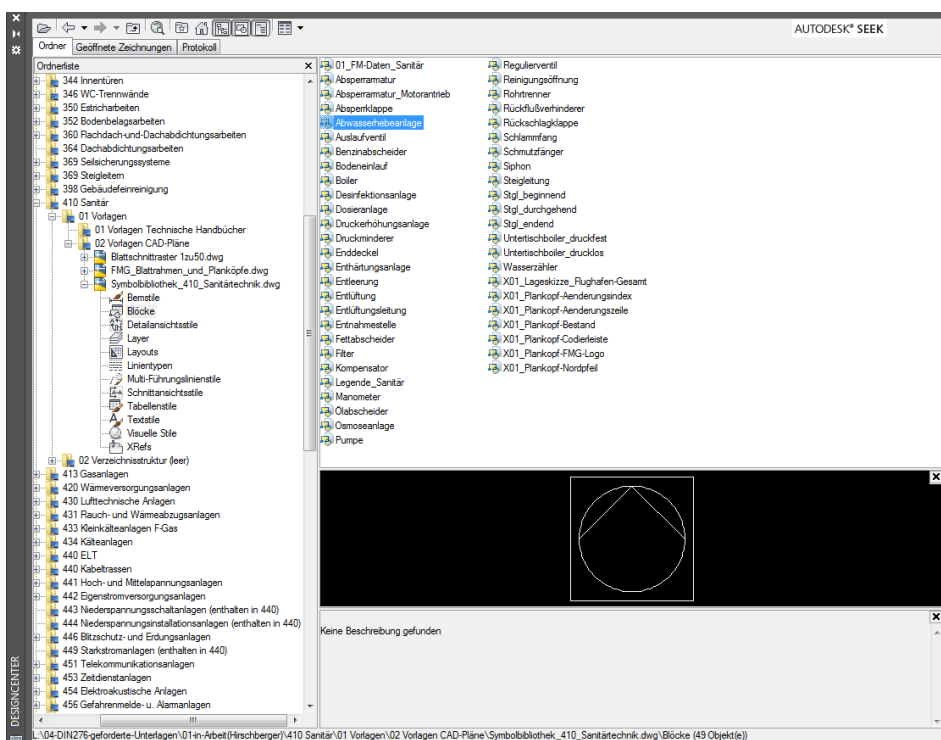 AUTODESK® SEEK
Ordner
Geöffnete Zeichnungen
Protokoll
Ordnerliste
344 Innentüren
346 WC-Trennwände
350 Estricharbeiten
352 Bodenbelagsarbeiten
360 Flachdach-und-Dachabdichtungsarbeiten
364 Dachabdichtungsarbeiten
369 Seilsicherungssysteme
369 Steigleitern
398 Gebäudefeinreinigung
410 Sanitär
01 Vorlagen
01 Vorlagen Technische Handbücher
02 Vorlagen CAD-Pläne
Blattschnittraster 1zu50.dwg
FMG_Blattrahmen_und_Planköpfe.dwg
Symbolbibliothek_410_Sanitärtechnik.dwg
Bemstile
Blöcke
Detailansichtsstile
Layer
Layouts
Linientypen
Multi-Führungslinienstile
Schnittansichtsstile
Tabellenstile
Textstile
Visuelle Stile
XRefs
02 Verzeichnisstruktur (leer)
413 Gasanlagen
420 Wärmeversorgungsanlagen
430 Lufttechnische Anlagen
431 Rauch- und Wärmeabzugsanlagen
433 Kleinkälteanlagen F-Gas
434 Kälteanlagen
440 ELT
440 Kabeltrassen
441 Hoch- und Mittelspannungsanlagen
442 Eigenstromversorgungsanlagen
443 Niederspannungsschaltanlagen (enthalten in 440)
444 Niederspannungsinstallationsanlagen (enthalten in 440)
446 Blitzschutz- und Erdungsanlagen
449 Starkstromanlagen (enthalten in 440)
451 Telekommunikationsanlagen
453 Zeitdienstanlagen
454 Elektroakustische Anlagen
456 Gefahrenmelde- u. Alarmanlagen
01_FM-Daten_Sanitär
Absperramatur
Absperramatur_Motorantrieb
Absperrklappe
Abwasserhebeanlage
Auslaufventil
Benzinabscheider
Bodeneinlauf
Boiler
Desinfektionsanlage
Dosieranlage
Druckerhöhungsanlage
Druckminderer
Enddeckel
Enthärtungsanlage
Entleerung
Entlüftung
Entlüftungsleitung
Entnahmestelle
Fettabscheider
Filter
Kompensator
Legende_Sanitär
Manometer
Ölabscheider
Osmoseanlage
Pumpe
Regulierventil
Reinigungsöffnung
Rohrtrenner
Rückflußverhinderer
Rückschlagklappe
Schlammfang
Schmutzfänger
Siphon
Steigleitung
Stgl_beginnend
Stgl_durchgehend
Stgl_endend
Untertischboiler_druckfest
Untertischboiler_drucklos
Wasserzähler
X01_Lageskizze_Flughafen-Gesamt
X01_Plankopf-Aenderungsindex
X01_Plankopf-Aenderungszeile
X01_Plankopf-Bestand
X01_Plankopf-Codierleiste
X01_Plankopf-FMG-Logo
X01_Plankopf-Nordpfeil
Keine Beschreibung gefunden
DESIGNCENTER
L:\04-DIN276-geforderte-Unterlagen\01-in-Arbeit(Hirschberger)\410 Sanitär\01 Vorlagen\02 Vorlagen CAD-Pläne\Symbolbibliothek_410_Sanitärtechnik.dwg\Blöcke (49 Objekt(e))